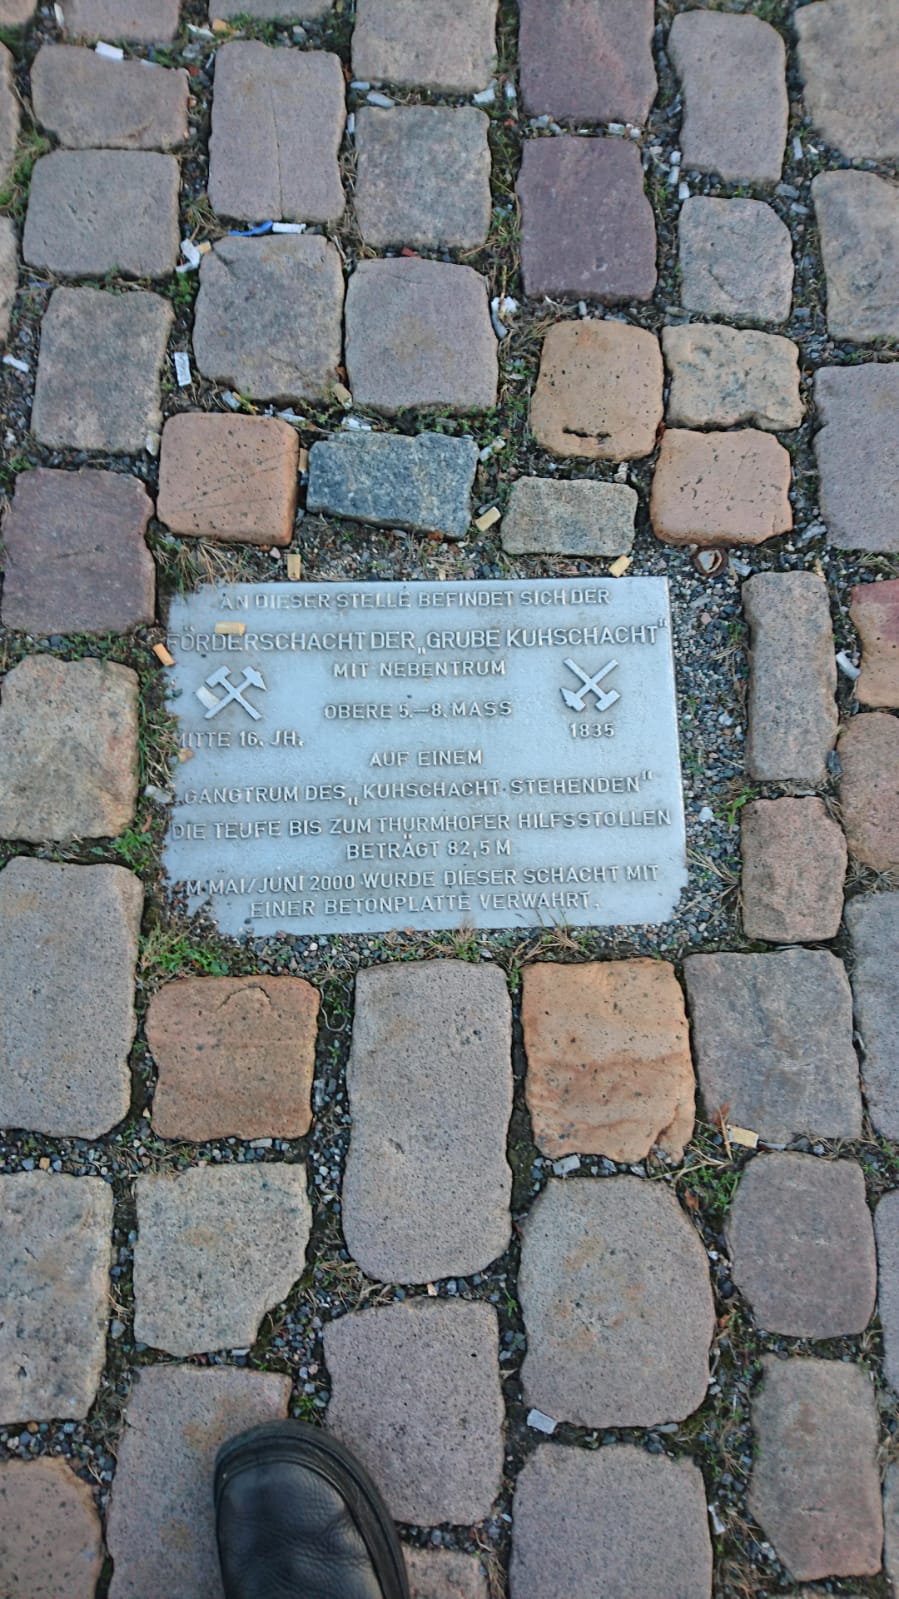 AN DIESER STELLE BEFINDET SICH DER
FÖRDERSCHACHT DER „GRUBE KUHSCHACHT“
MIT NEBENTRUM
OBERE 5.–8. MASS
MITTE 16. JH.
1835
AUF EINEM
GANGTRUM DES „KUHSCHACHT-STEHENDEN“
DIE TEUFE BIS ZUM THURMHOFER HILFSSTOLLEN
BETRÄGT 82,5 M
IM MAI/JUNI 2000 WURDE DIESER SCHACHT MIT
EINER BETONPLATTE VERWAHRT.